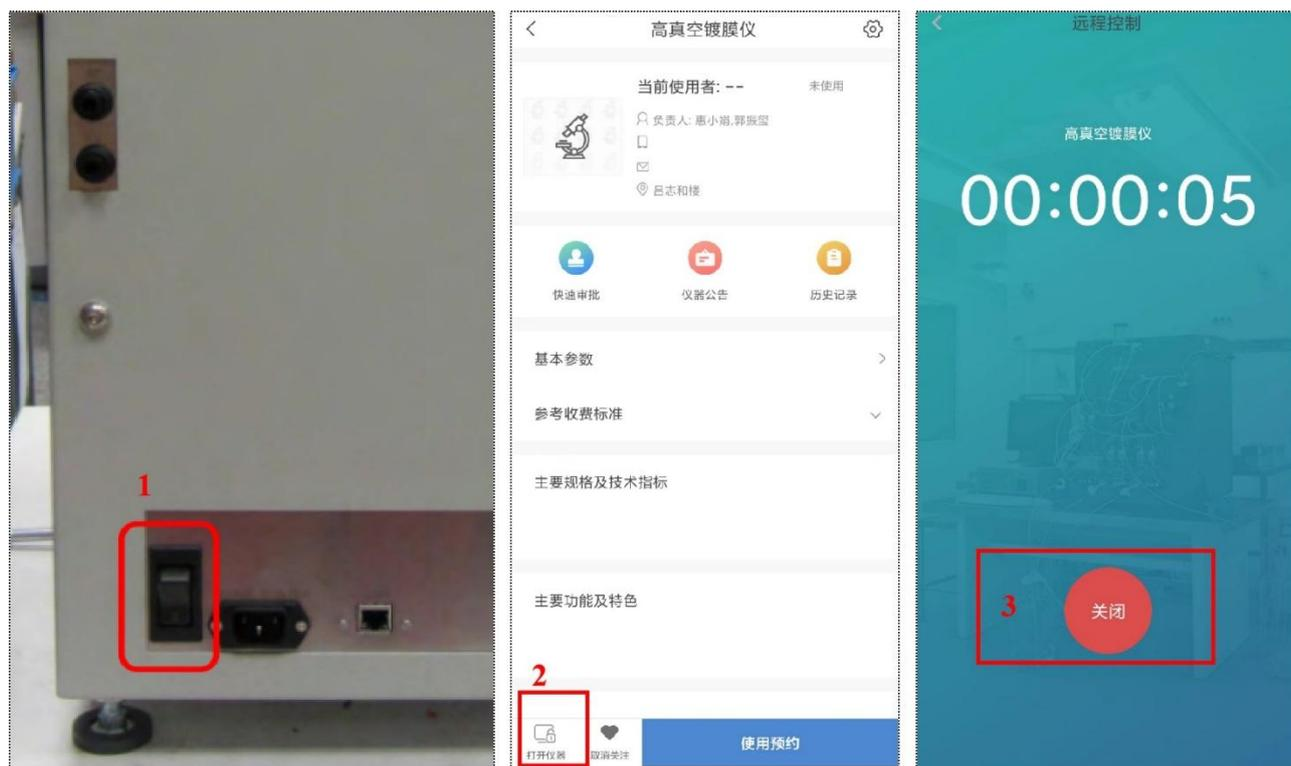 1
高真空镀膜仪
当前使用者: --
未使用
负责人: 惠小娟,郭振玺
吕志和楼
快速审批
仪器公告
历史记录
基本参数
参考收费标准
主要规格及技术指标
主要功能及特色
2
打开仪器
取消关注
使用预约
远程控制
高真空镀膜仪
00:00:05
3
关闭